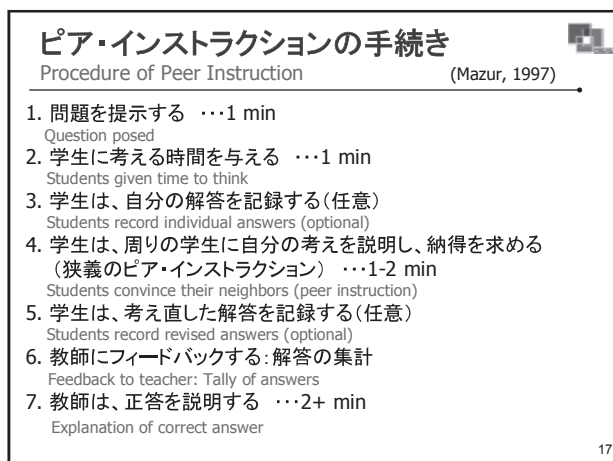 ピア・インストラクションの手続き
Procedure of Peer Instruction (Mazur, 1997)
1. 問題を提示する …1 min
Question posed
2. 学生に考える時間を与える …1 min
Students given time to think
3. 学生は、自分の解答を記録する(任意)
Students record individual answers (optional)
4. 学生は、周りの学生に自分の考えを説明し、納得を求める
(狭義のピア・インストラクション) …1-2 min
Students convince their neighbors (peer instruction)
5. 学生は、考え直した解答を記録する(任意)
Students record revised answers (optional)
6. 教師にフィードバックする:解答の集計
Feedback to teacher: Tally of answers
7. 教師は、正答を説明する …2+ min
Explanation of correct answer
17